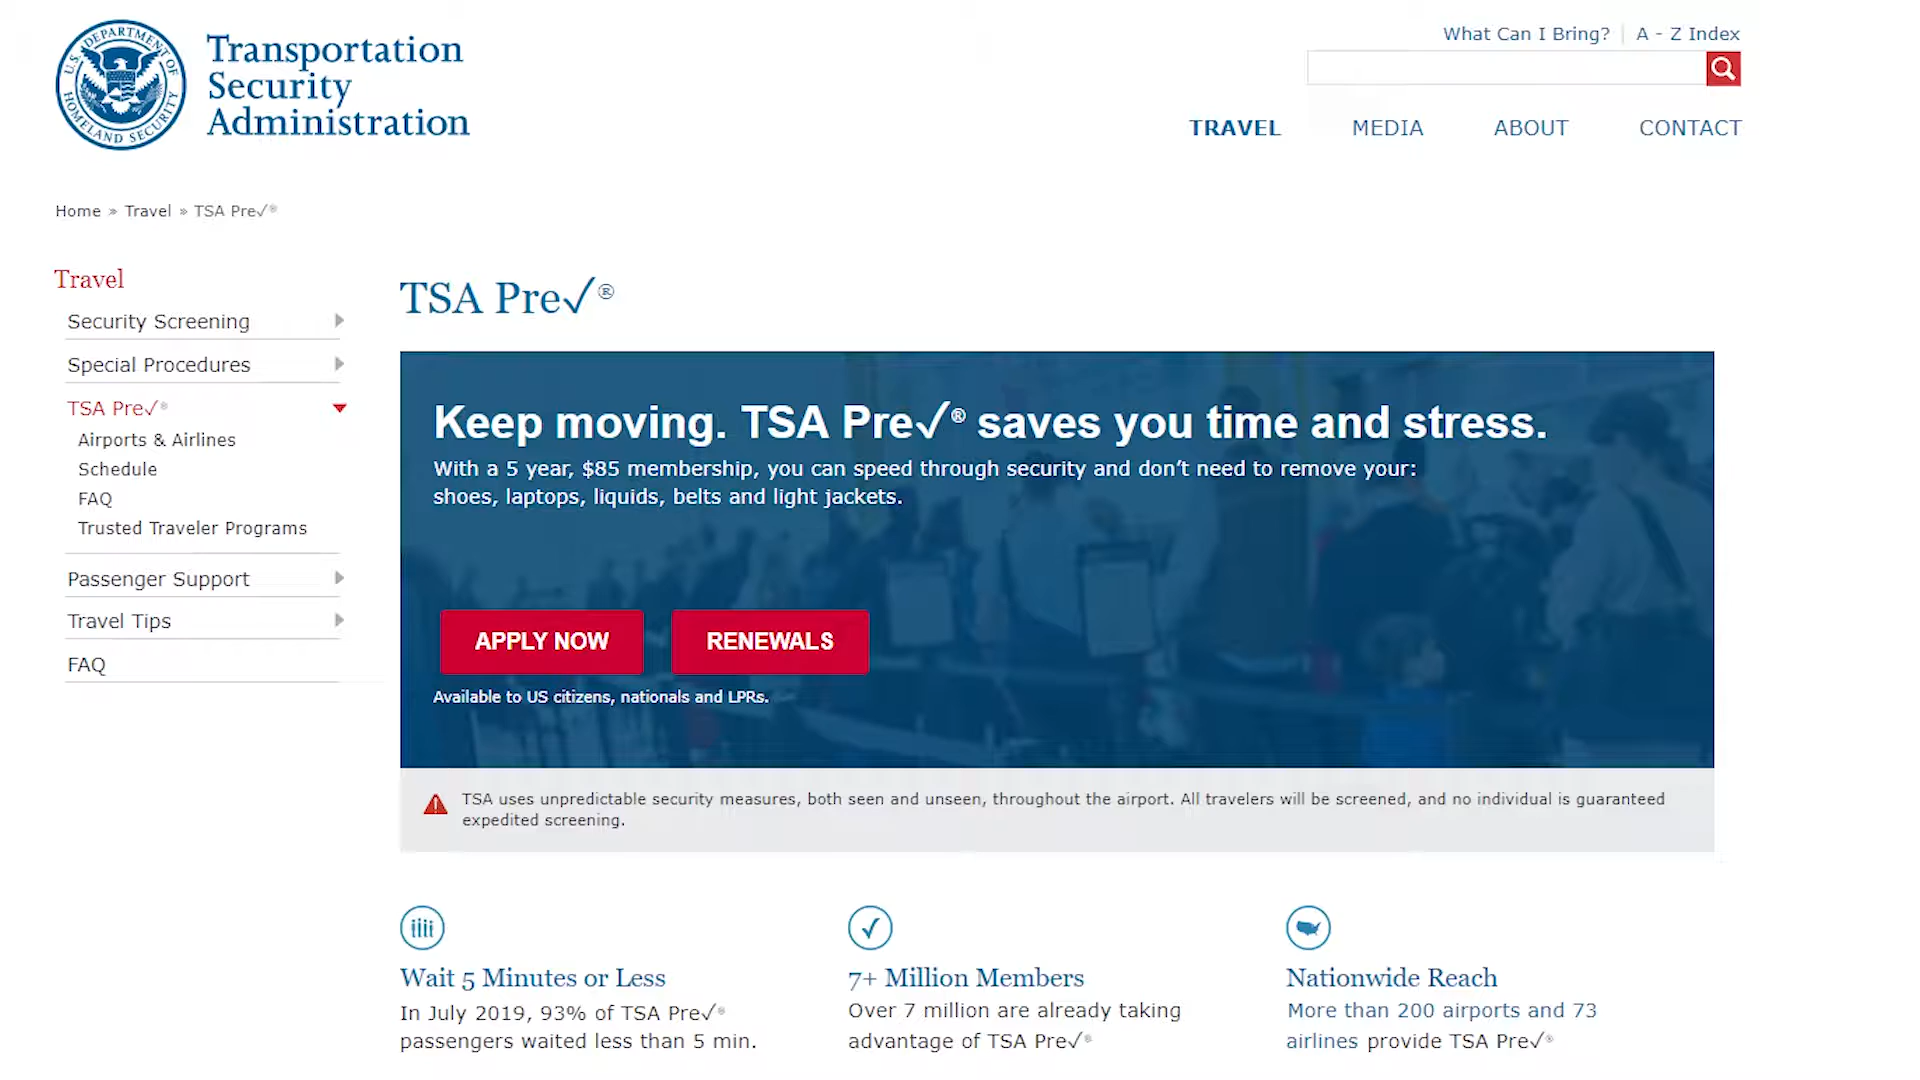 U.S. DEPARTMENT OF HOMELAND SECURITY
Transportation
Security
Administration
What Can I Bring? | A - Z Index
TRAVEL MEDIA ABOUT CONTACT
Home » Travel » TSA Pre✓®
Travel
Security Screening
Special Procedures
TSA Pre✓®
Airports & Airlines
Schedule
FAQ
Trusted Traveler Programs
Passenger Support
Travel Tips
FAQ
TSA Pre✓®
Keep moving. TSA Pre✓® saves you time and stress.
With a 5 year, $85 membership, you can speed through security and don’t need to remove your:
shoes, laptops, liquids, belts and light jackets.
APPLY NOW RENEWALS
Available to US citizens, nationals and LPRs.
TSA uses unpredictable security measures, both seen and unseen, throughout the airport. All travelers will be screened, and no individual is guaranteed
expedited screening.
Wait 5 Minutes or Less
In July 2019, 93% of TSA Pre✓®
passengers waited less than 5 min.
7+ Million Members
Over 7 million are already taking
advantage of TSA Pre✓®
Nationwide Reach
More than 200 airports and 73
airlines provide TSA Pre✓®